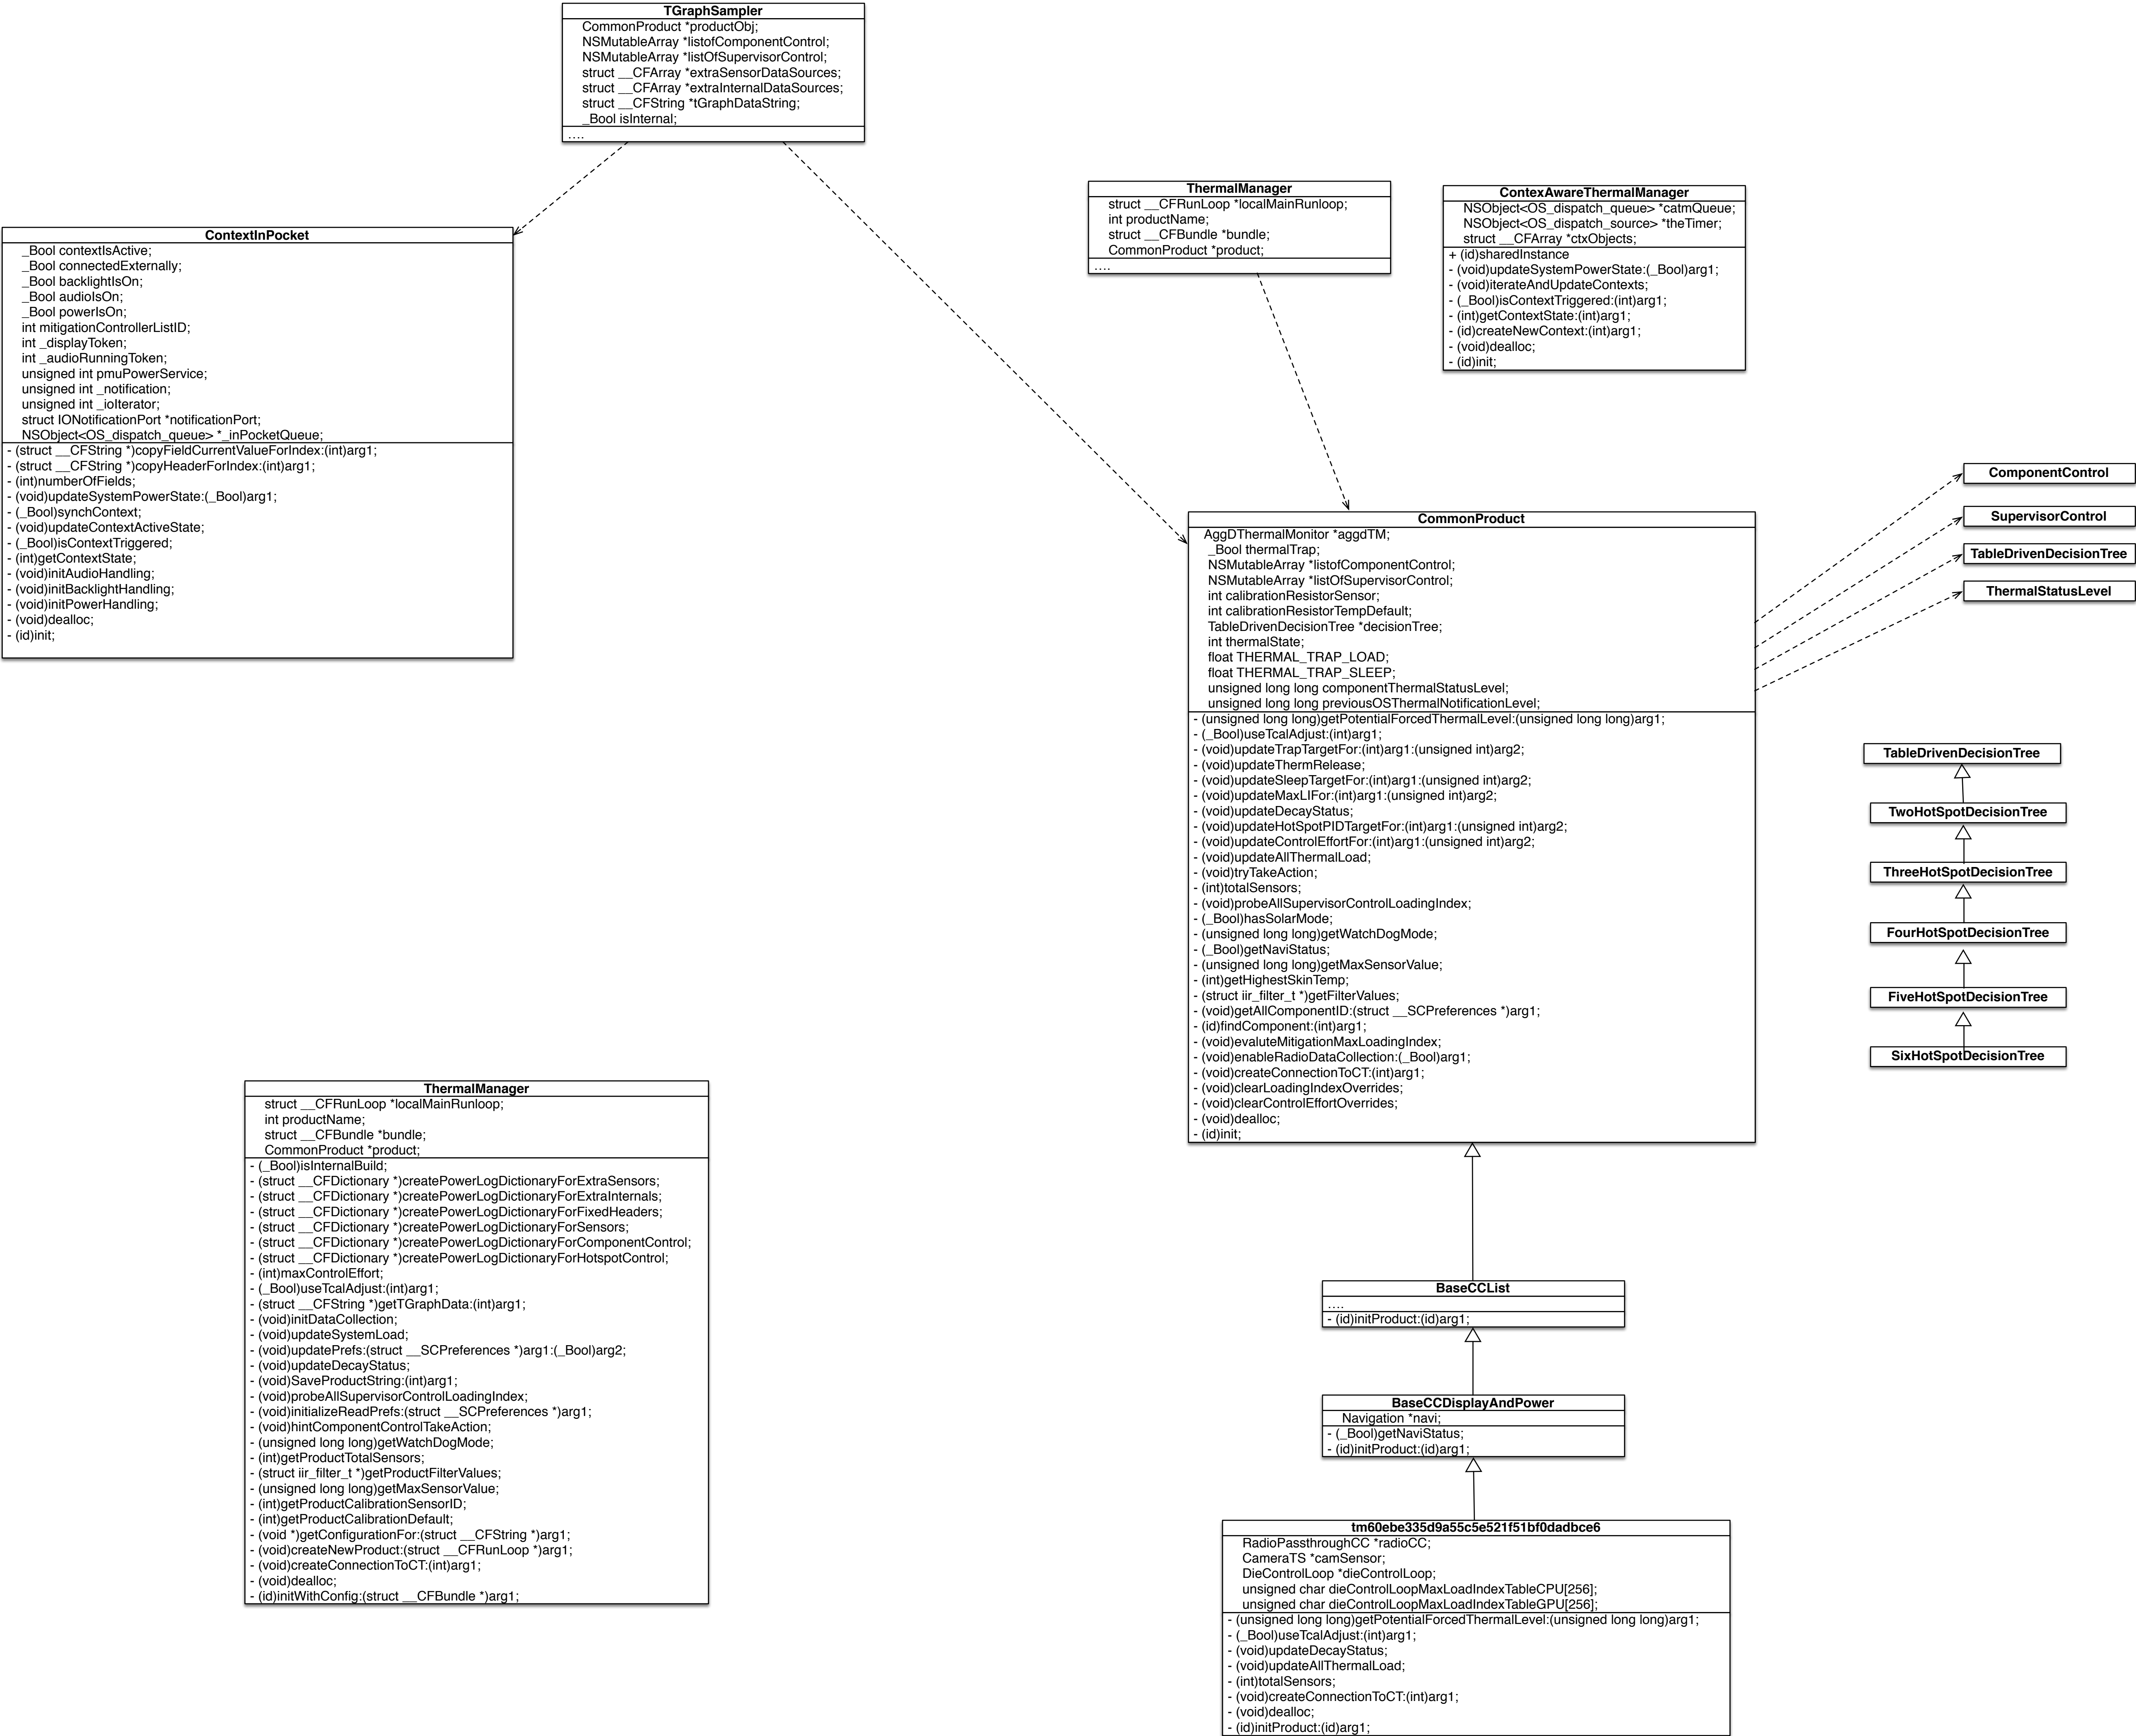 TGraphSampler
CommonProduct *productObj;
NSMutableArray *listofComponentControl;
NSMutableArray *listOfSupervisorControl;
struct __CFArray *extraSensorDataSources;
struct __CFArray *extraInternalDataSources;
struct __CFString *tGraphDataString;
_Bool isInternal;
....
ContextInPocket
_Bool contextIsActive;
_Bool connectedExternally;
_Bool backlightIsOn;
_Bool audioIsOn;
_Bool powerIsOn;
int mitigationControllerListID;
int _displayToken;
int _audioRunningToken;
unsigned int pmuPowerService;
unsigned int _notification;
unsigned int _ioIterator;
struct IONotificationPort *notificationPort;
NSObject<OS_dispatch_queue> *_inPocketQueue;
- (struct __CFString *)copyFieldCurrentValueForIndex:(int)arg1;
- (struct __CFString *)copyHeaderForIndex:(int)arg1;
- (int)numberOfFields;
- (void)updateSystemPowerState:(_Bool)arg1;
- (_Bool)synchContext;
- (void)updateContextActiveState;
- (_Bool)isContextTriggered;
- (int)getContextState;
- (void)initAudioHandling;
- (void)initBacklightHandling;
- (void)initPowerHandling;
- (void)dealloc;
- (id)init;
ThermalManager
struct __CFRunLoop *localMainRunloop;
int productName;
struct __CFBundle *bundle;
CommonProduct *product;
....
ContexAwareThermalManager
NSObject<OS_dispatch_queue> *catmQueue;
NSObject<OS_dispatch_source> *theTimer;
struct __CFArray *ctxObjects;
+ (id)sharedInstance
- (void)updateSystemPowerState:(_Bool)arg1;
- (void)iterateAndUpdateContexts;
- (_Bool)isContextTriggered:(int)arg1;
- (int)getContextState:(int)arg1;
- (id)createNewContext:(int)arg1;
- (void)dealloc;
- (id)init;
CommonProduct
AggDThermalMonitor *aggdTM;
_Bool thermalTrap;
NSMutableArray *listofComponentControl;
NSMutableArray *listOfSupervisorControl;
int calibrationResistorSensor;
int calibrationResistorTempDefault;
TableDrivenDecisionTree *decisionTree;
int thermalState;
float THERMAL_TRAP_LOAD;
float THERMAL_TRAP_SLEEP;
unsigned long long componentThermalStatusLevel;
unsigned long long previousOSThermalNotificationLevel;
- (unsigned long long)getPotentialForcedThermalLevel:(unsigned long long)arg1;
- (_Bool)useTcalAdjust:(int)arg1;
- (void)updateTrapTargetFor:(int)arg1:(unsigned int)arg2;
- (void)updateThermRelease;
- (void)updateSleepTargetFor:(int)arg1:(unsigned int)arg2;
- (void)updateMaxLIFor:(int)arg1:(unsigned int)arg2;
- (void)updateDecayStatus;
- (void)updateHotSpotPIDTargetFor:(int)arg1:(unsigned int)arg2;
- (void)updateControlEffortFor:(int)arg1:(unsigned int)arg2;
- (void)updateAllThermalLoad;
- (void)tryTakeAction;
- (int)totalSensors;
- (void)probeAllSupervisorControlLoadingIndex;
- (_Bool)hasSolarMode;
- (unsigned long long)getWatchDogMode;
- (_Bool)getNaviStatus;
- (unsigned long long)getMaxSensorValue;
- (int)getHighestSkinTemp;
- (struct iir_filter_t *)getFilterValues;
- (void)getAllComponentID:(struct __SCPreferences *)arg1;
- (id)findComponent:(int)arg1;
- (void)evaluteMitigationMaxLoadingIndex;
- (void)enableRadioDataCollection:(_Bool)arg1;
- (void)createConnectionToCT:(int)arg1;
- (void)clearLoadingIndexOverrides;
- (void)clearControlEffortOverrides;
- (void)dealloc;
- (id)init;
ComponentControl
SupervisorControl
TableDrivenDecisionTree
ThermalStatusLevel
TableDrivenDecisionTree
TwoHotSpotDecisionTree
ThreeHotSpotDecisionTree
FourHotSpotDecisionTree
FiveHotSpotDecisionTree
SixHotSpotDecisionTree
ThermalManager
struct __CFRunLoop *localMainRunloop;
int productName;
struct __CFBundle *bundle;
CommonProduct *product;
- (_Bool)isInternalBuild;
- (struct __CFDictionary *)createPowerLogDictionaryForExtraSensors;
- (struct __CFDictionary *)createPowerLogDictionaryForExtraInternals;
- (struct __CFDictionary *)createPowerLogDictionaryForFixedHeaders;
- (struct __CFDictionary *)createPowerLogDictionaryForSensors;
- (struct __CFDictionary *)createPowerLogDictionaryForComponentControl;
- (struct __CFDictionary *)createPowerLogDictionaryForHotspotControl;
- (int)maxControlEffort;
- (_Bool)useTcalAdjust:(int)arg1;
- (struct __CFString *)getTGraphData:(int)arg1;
- (void)initDataCollection;
- (void)updateSystemLoad;
- (void)updatePrefs:(struct __SCPreferences *)arg1:(_Bool)arg2;
- (void)updateDecayStatus;
- (void)SaveProductString:(int)arg1;
- (void)probeAllSupervisorControlLoadingIndex;
- (void)initializeReadPrefs:(struct __SCPreferences *)arg1;
- (void)hintComponentControlTakeAction;
- (unsigned long long)getWatchDogMode;
- (int)getProductTotalSensors;
- (struct iir_filter_t *)getProductFilterValues;
- (unsigned long long)getMaxSensorValue;
- (int)getProductCalibrationSensorID;
- (int)getProductCalibrationDefault;
- (void *)getConfigurationFor:(struct __CFString *)arg1;
- (void)createNewProduct:(struct __CFRunLoop *)arg1;
- (void)createConnectionToCT:(int)arg1;
- (void)dealloc;
- (id)initWithConfig:(struct __CFBundle *)arg1;
BaseCCList
....
- (id)initProduct:(id)arg1;
BaseCCDisplayAndPower
Navigation *navi;
- (_Bool)getNaviStatus;
- (id)initProduct:(id)arg1;
tm60ebe335d9a55c5e521f51bf0dadbce6
RadioPassthroughCC *radioCC;
CameraTS *camSensor;
DieControlLoop *dieControlLoop;
unsigned char dieControlLoopMaxLoadIndexTableCPU[256];
unsigned char dieControlLoopMaxLoadIndexTableGPU[256];
- (unsigned long long)getPotentialForcedThermalLevel:(unsigned long long)arg1;
- (_Bool)useTcalAdjust:(int)arg1;
- (void)updateDecayStatus;
- (void)updateAllThermalLoad;
- (int)totalSensors;
- (void)createConnectionToCT:(int)arg1;
- (void)dealloc;
- (id)initProduct:(id)arg1;